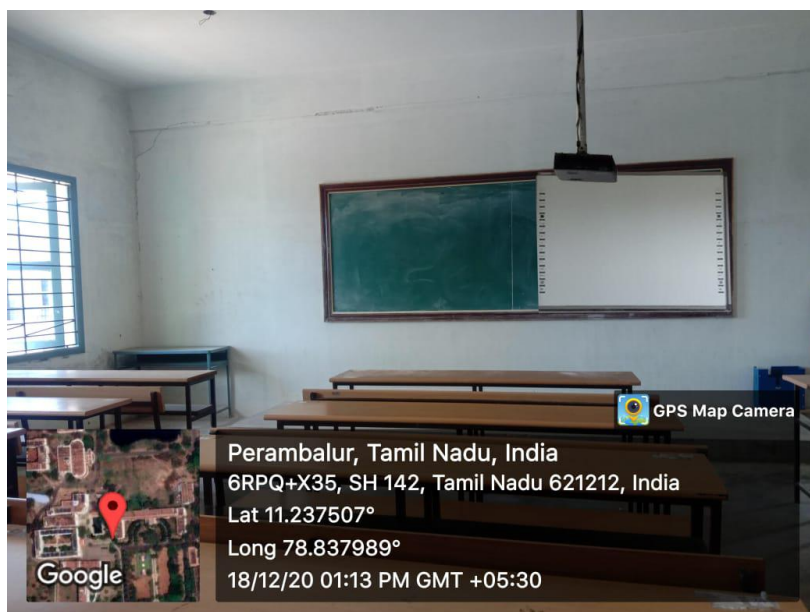 GPS Map Camera
Perambalur, Tamil Nadu, India
6RPQ+X35, SH 142, Tamil Nadu 621212, India
Lat 11.237507°
Long 78.837989°
18/12/20 01:13 PM GMT +05:30
Google